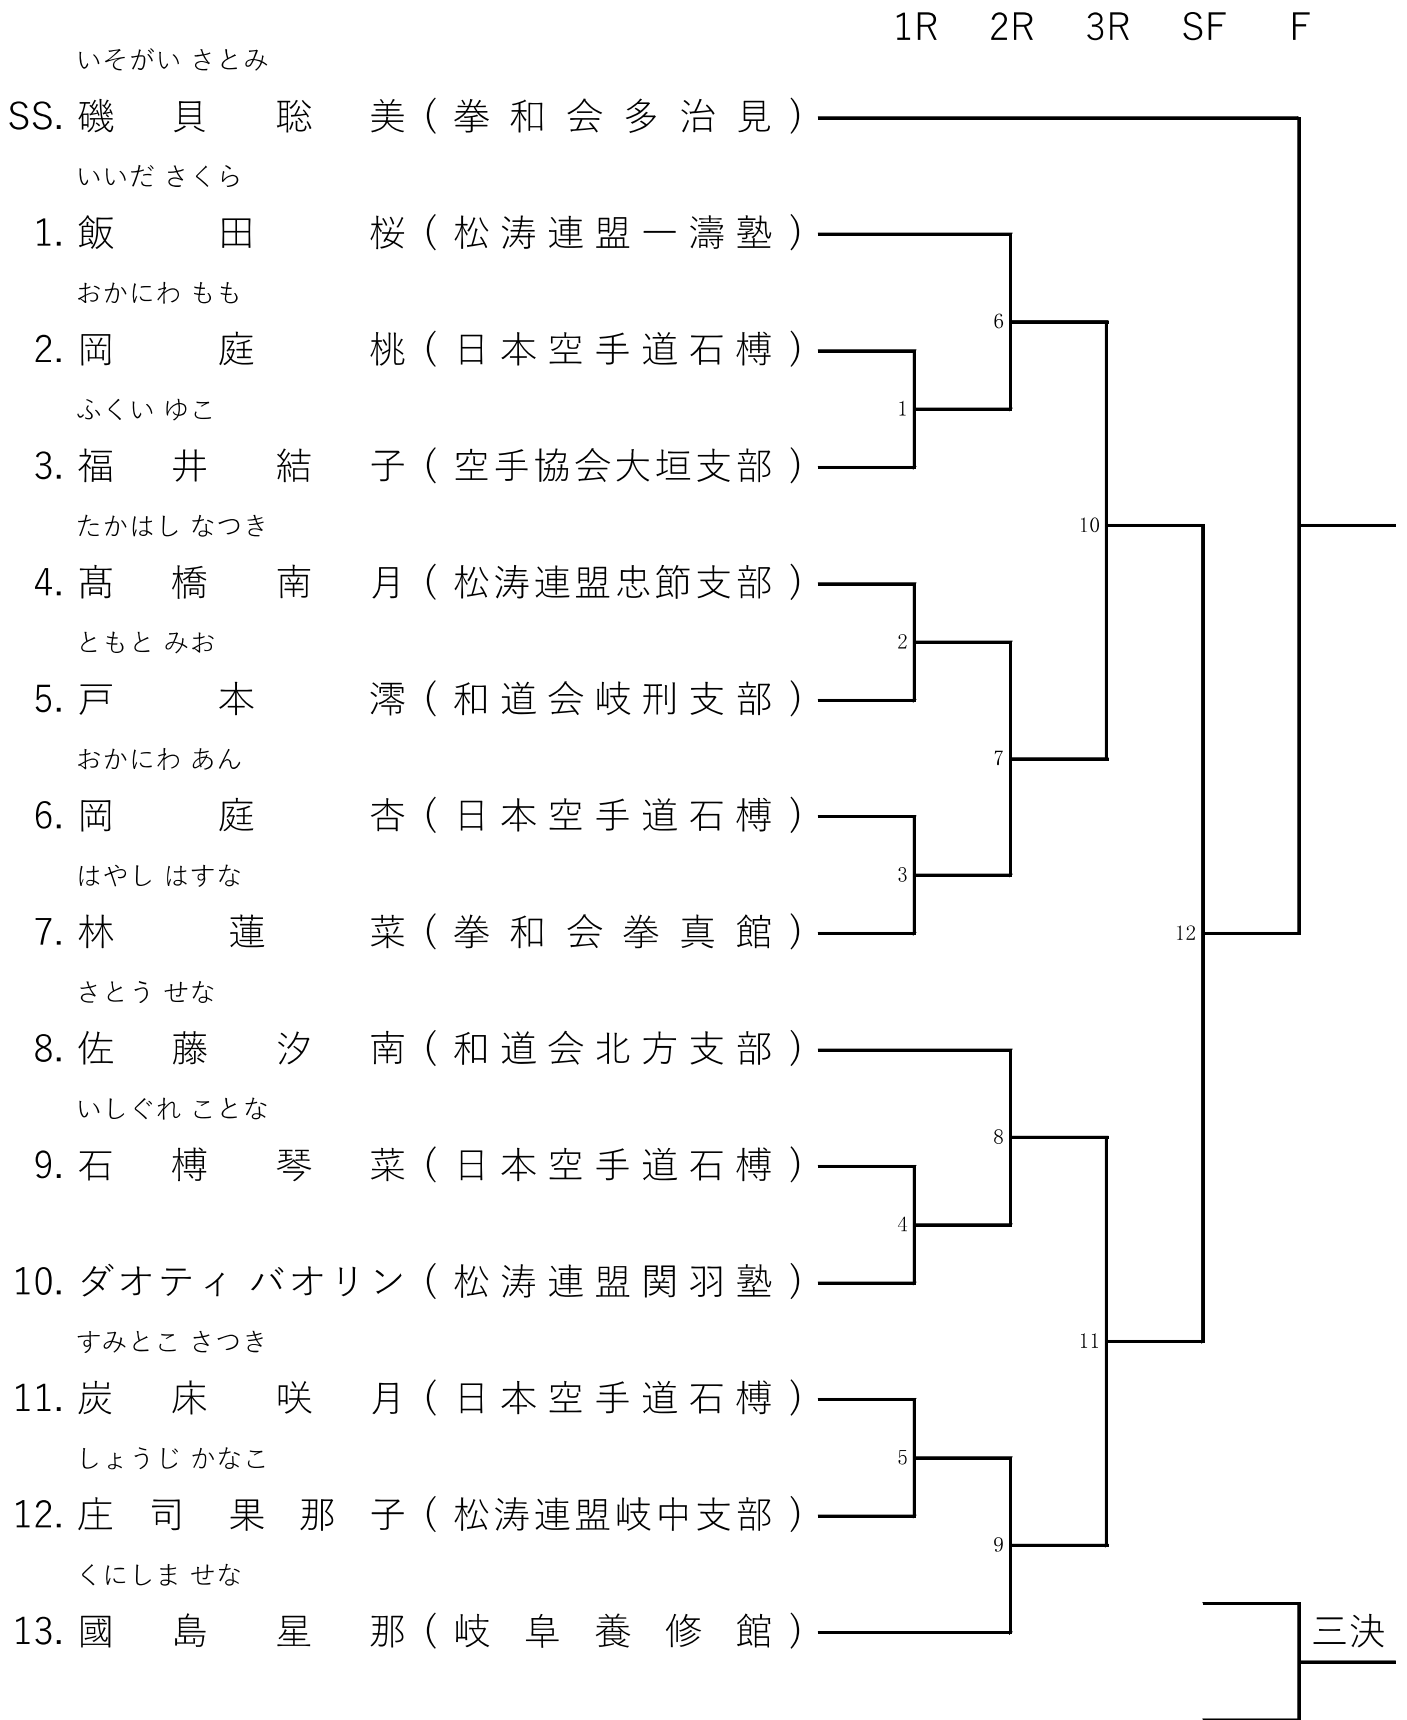 1R 2R 3R SF F
いそがい さとみ
SS. 磯貝聡美(拳和会多治見)
いいだ さくら
1. 飯田桜(松涛連盟一濤塾)
おかにわ もも
6
2. 岡庭桃(日本空手道石榑)
ふくい ゆこ
1
3. 福井結子(空手協会大垣支部)
たかはし なつき
10
4. 髙橋南月(松涛連盟忠節支部)
ともと みお
2
5. 戸本澪(和道会岐刑支部)
おかにわ あん
7
6. 岡庭杏(日本空手道石榑)
はやし はすな
3
7. 林蓮菜(拳和会拳真館)
12
さとう せな
8. 佐藤汐南(和道会北方支部)
いしぐれ ことな
8
9. 石榑琴菜(日本空手道石榑)
4
10. ダオティ バオリン(松涛連盟関羽塾)
すみとこ さつき
11
11. 炭床咲月(日本空手道石榑)
しょうじ かなこ
5
12. 庄司果那子(松涛連盟岐中支部)
9
くにしま せな
13. 國島星那(岐阜養修館)
三決